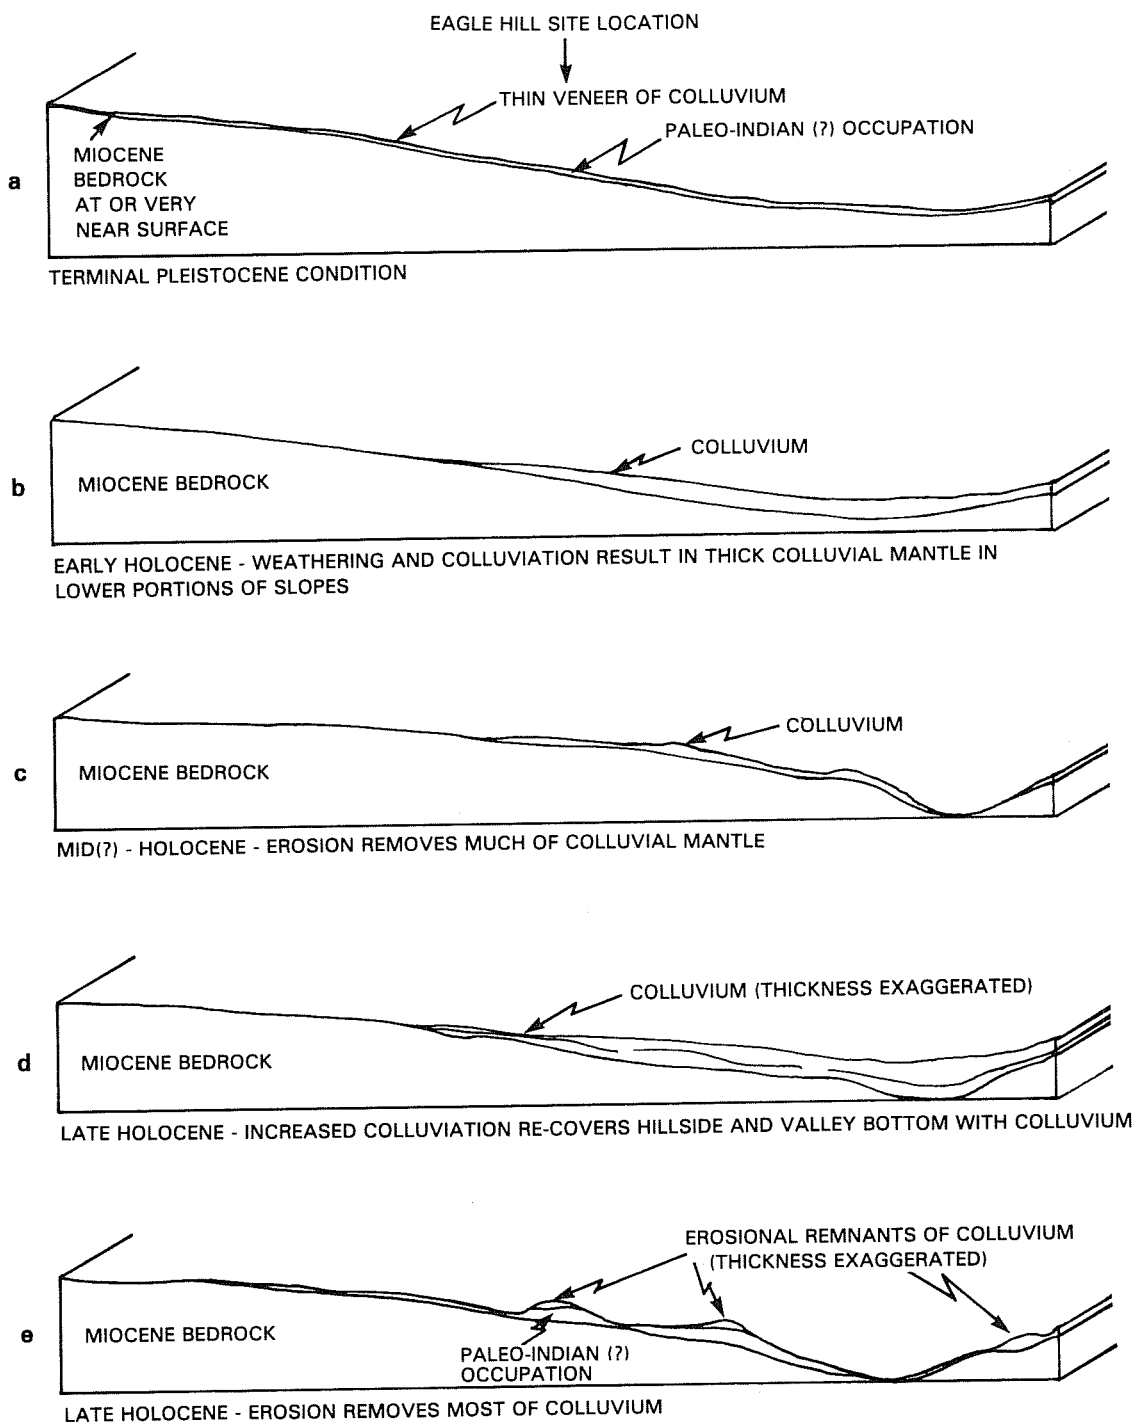 EAGLE HILL SITE LOCATION
THIN VENEER OF COLLUVIUM
PALEO-INDIAN (?) OCCUPATION
MIOCENE
BEDROCK
AT OR VERY
NEAR SURFACE
a
TERMINAL PLEISTOCENE CONDITION
COLLUVIUM
b
MIOCENE BEDROCK
EARLY HOLOCENE - WEATHERING AND COLLUVIATION RESULT IN THICK COLLUVIAL MANTLE IN
LOWER PORTIONS OF SLOPES
COLLUVIUM
c
MIOCENE BEDROCK
MID(?) - HOLOCENE - EROSION REMOVES MUCH OF COLLUVIAL MANTLE
COLLUVIUM (THICKNESS EXAGGERATED)
d
MIOCENE BEDROCK
LATE HOLOCENE - INCREASED COLLUVIATION RE-COVERS HILLSIDE AND VALLEY BOTTOM WITH COLLUVIUM
EROSIONAL REMNANTS OF COLLUVIUM
(THICKNESS EXAGGERATED)
e
MIOCENE BEDROCK
PALEO-INDIAN (?)
OCCUPATION
LATE HOLOCENE - EROSION REMOVES MOST OF COLLUVIUM